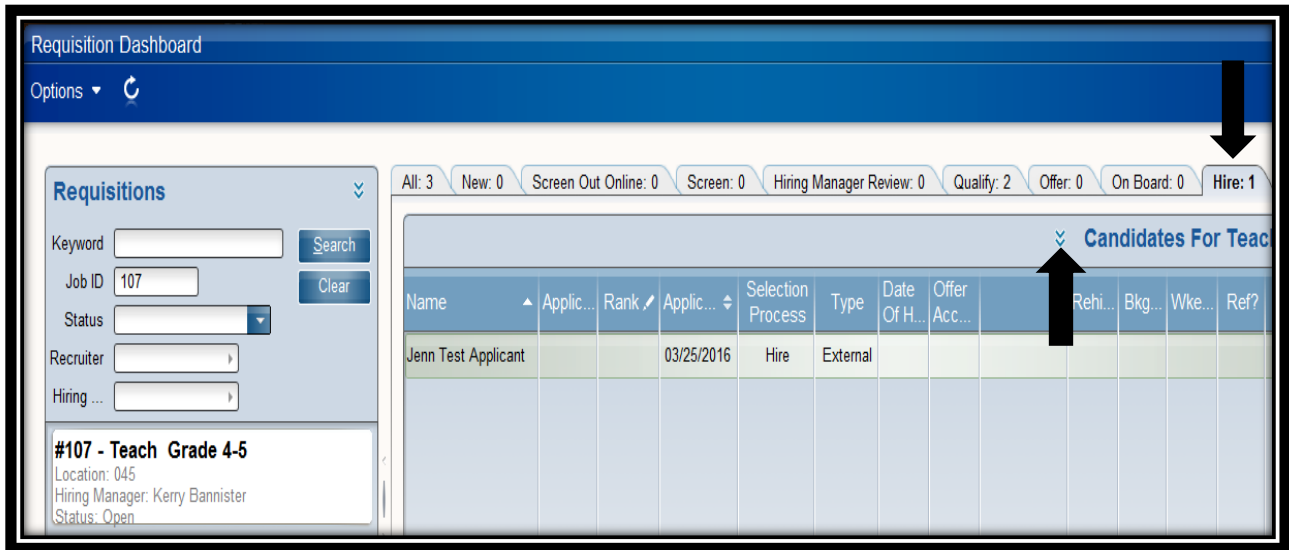 Requisition Dashboard
Options
Requisitions
Keyword
Search
Job ID 107
Clear
Status
Recruiter
Hiring ...
#107 - Teach Grade 4-5
Location: 045
Hiring Manager: Kerry Bannister
Status: Open
All: 3 New: 0 Screen Out Online: 0 Screen: 0 Hiring Manager Review: 0 Qualify: 2 Offer: 0 On Board: 0 Hire: 1
Candidates For Teac
Name Applic... Rank Applic... Selection Process Type Date Of H... Offer Acc... Rehi... Bkg... Wke... Ref?
Jenn Test Applicant 03/25/2016 Hire External